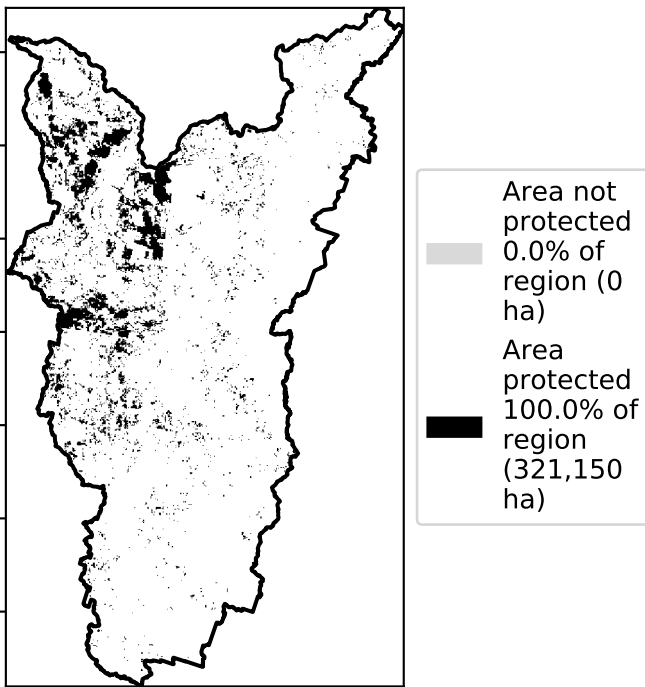 Area not
protected
0.0% of
region (0
ha)
Area
protected
100.0% of
region
(321,150
ha)